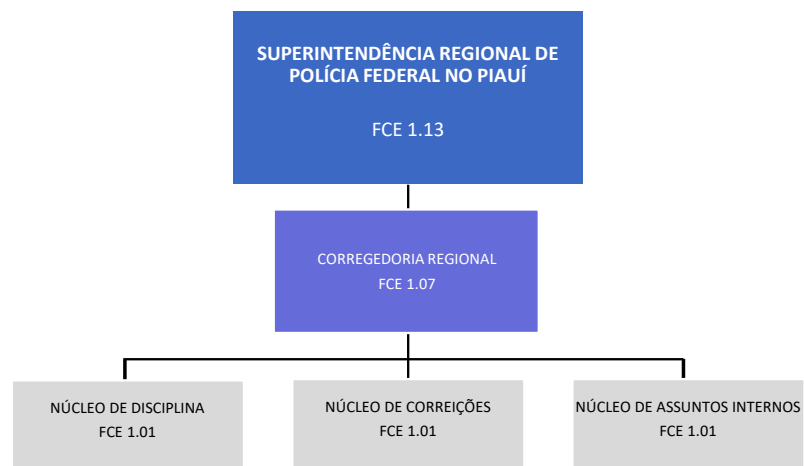 SUPERINTENDÊNCIA REGIONAL DE
POLÍCIA FEDERAL NO PIAUÍ
FCE 1.13
CORREGEDORIA REGIONAL
FCE 1.07
NÚCLEO DE DISCIPLINA
FCE 1.01
NÚCLEO DE CORREIÇÕES
FCE 1.01
NÚCLEO DE ASSUNTOS INTERNOS
FCE 1.01